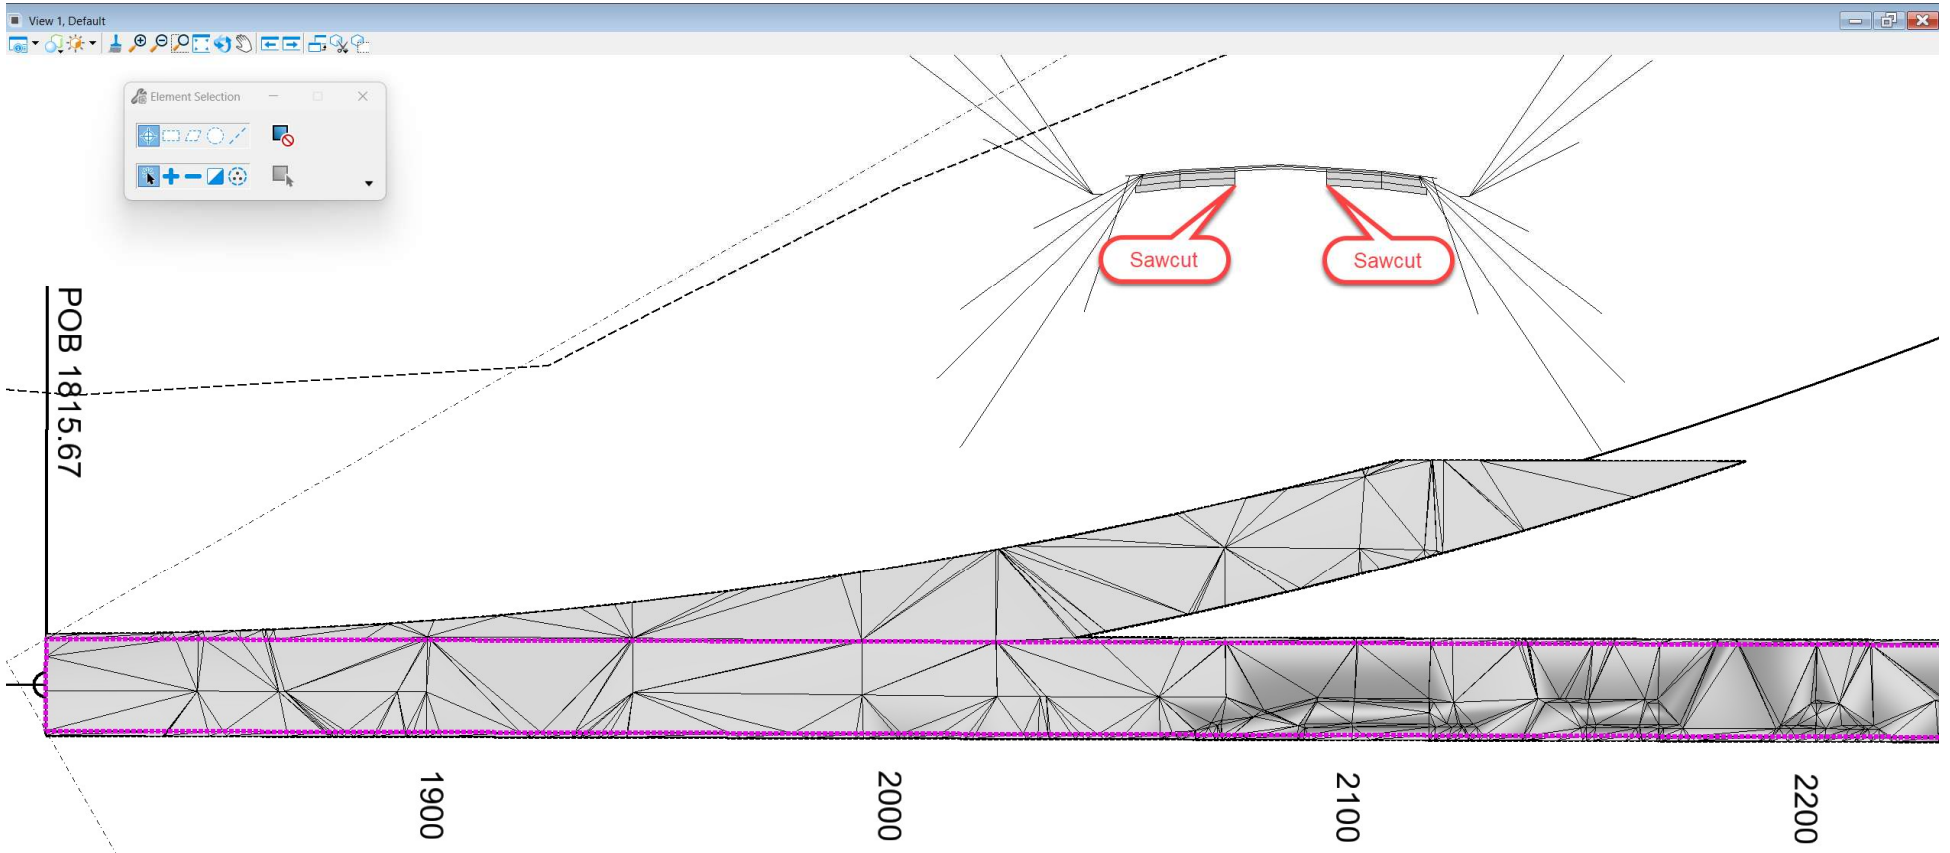 View 1, Default
Element Selection
Sawcut
Sawcut
POB 1815.67
1900
2000
2100
2200